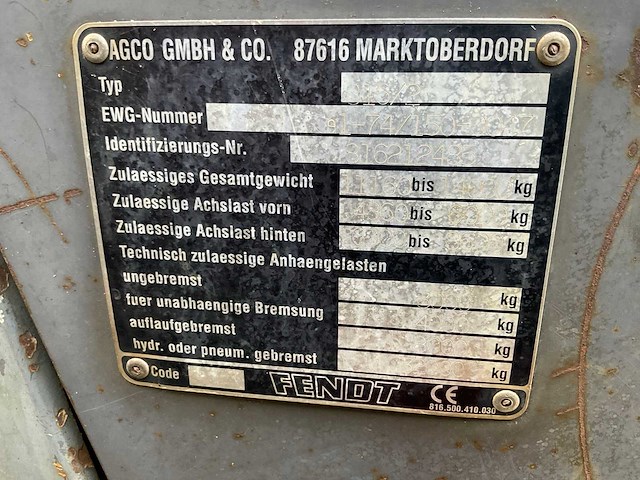 AGCO GMBH & CO. 87616 MARKTOBERDORF
Typ
EWG-Nummer
Identifizierungs-Nr.
Zulaessiges Gesamtgewicht bis kg
Zulaessige Achslast vorn bis kg
Zulaessige Achslast hinten bis kg
Technisch zulaessige Anhaengelasten
ungebremst kg
fuer unabhaengige Bremsung kg
auflaufgebremst kg
hydr. oder pneum. gebremst kg
Code FENDT CE
816.500.410.030